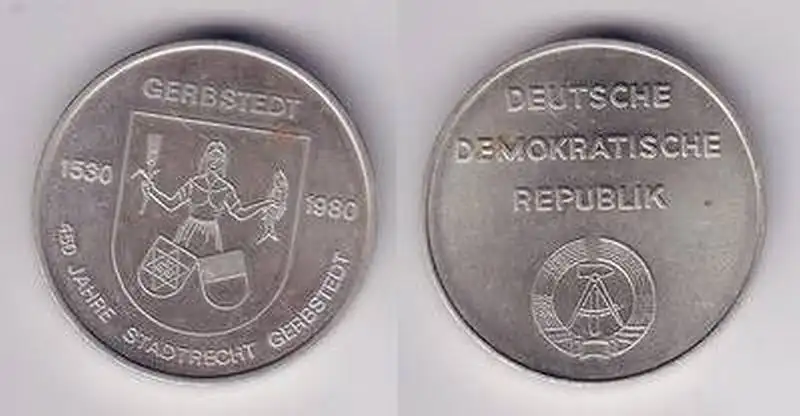 GERBSTEDT
1530
1980
450 JAHRE STADTRECHT GERBSTEDT
DEUTSCHE
DEMOKRATISCHE
REPUBLIK